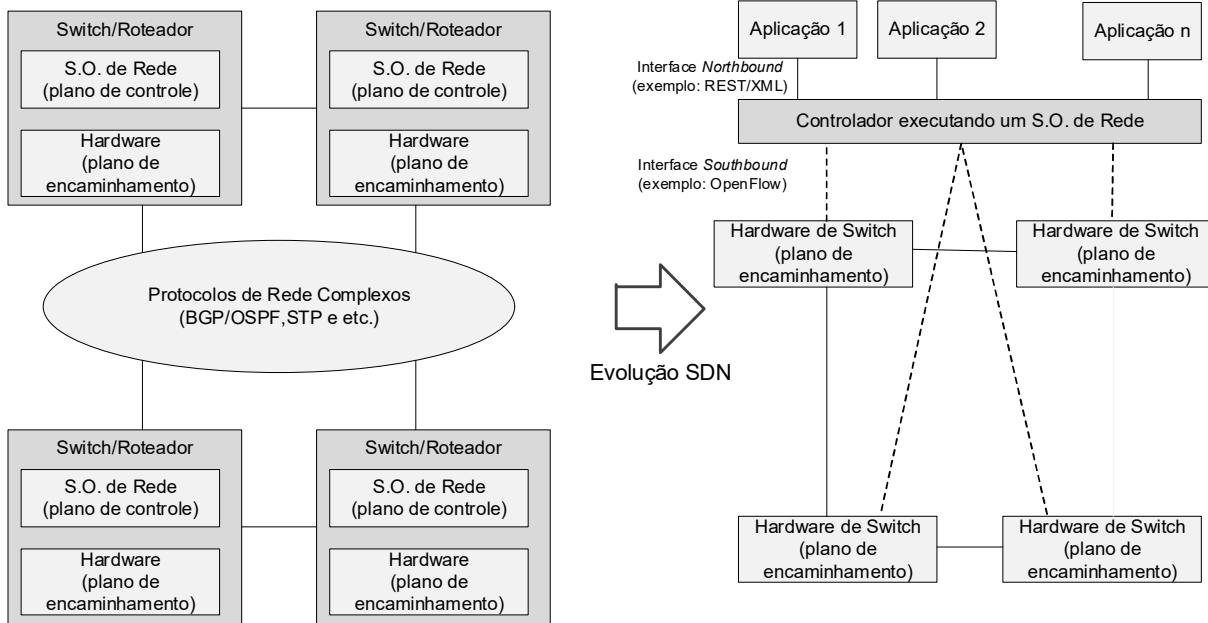 Switch/Roteador
S.O. de Rede
(plano de controle)
Hardware
(plano de
encaminhamento)
Switch/Roteador
S.O. de Rede
(plano de controle)
Hardware
(plano de
encaminhamento)
Protocolos de Rede Complexos
(BGP/OSPF,STP e etc.)
Switch/Roteador
S.O. de Rede
(plano de controle)
Hardware
(plano de
encaminhamento)
Switch/Roteador
S.O. de Rede
(plano de controle)
Hardware
(plano de
encaminhamento)
Evolução SDN
Aplicação 1
Aplicação 2
Aplicação n
Interface Northbound
(exemplo: REST/XML)
Controlador executando um S.O. de Rede
Interface Southbound
(exemplo: OpenFlow)
Hardware de Switch
(plano de
encaminhamento)
Hardware de Switch
(plano de
encaminhamento)
Hardware de Switch
(plano de
encaminhamento)
Hardware de Switch
(plano de
encaminhamento)